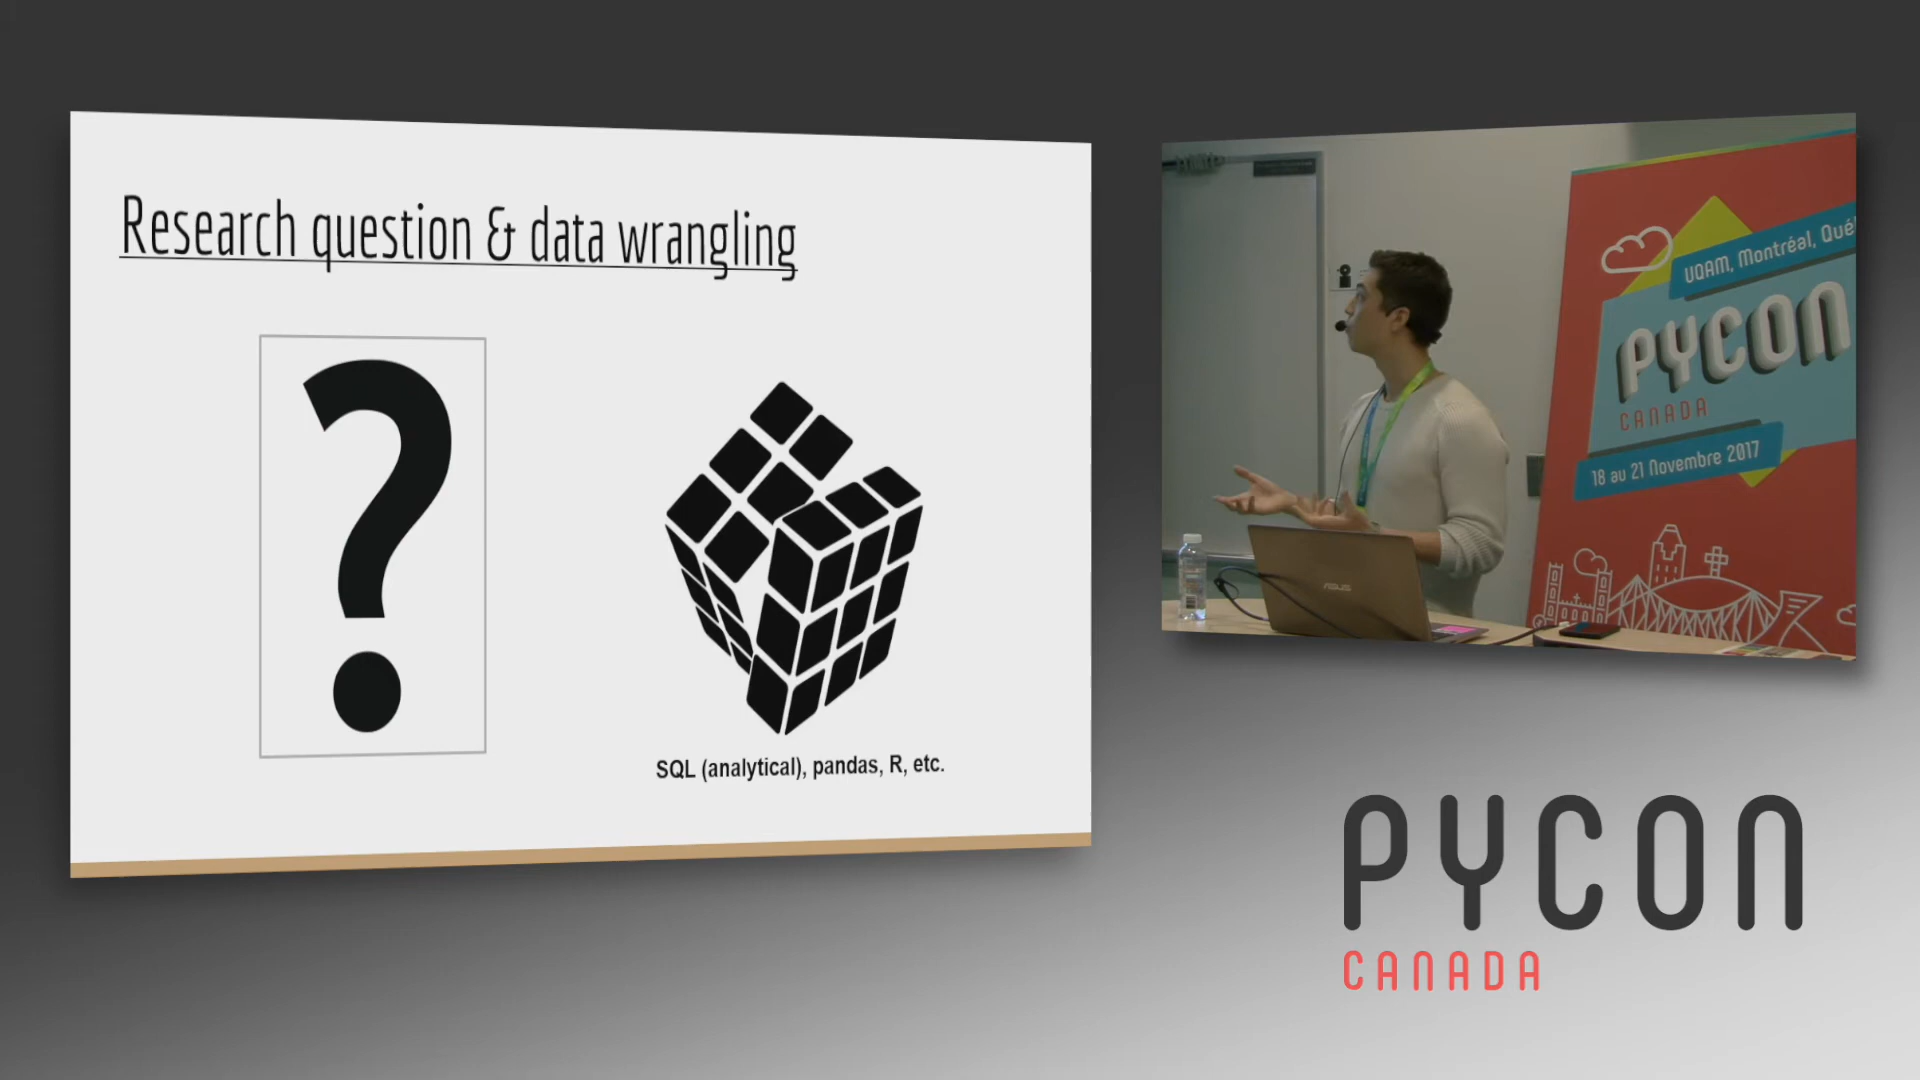 Research question & data wrangling
?
SQL (analytical), pandas, R, etc.
UQAM, Montréal, Qué
PYCON
CANADA
18 au 21 Novembre 2017
ASUS
PYCON
CANADA